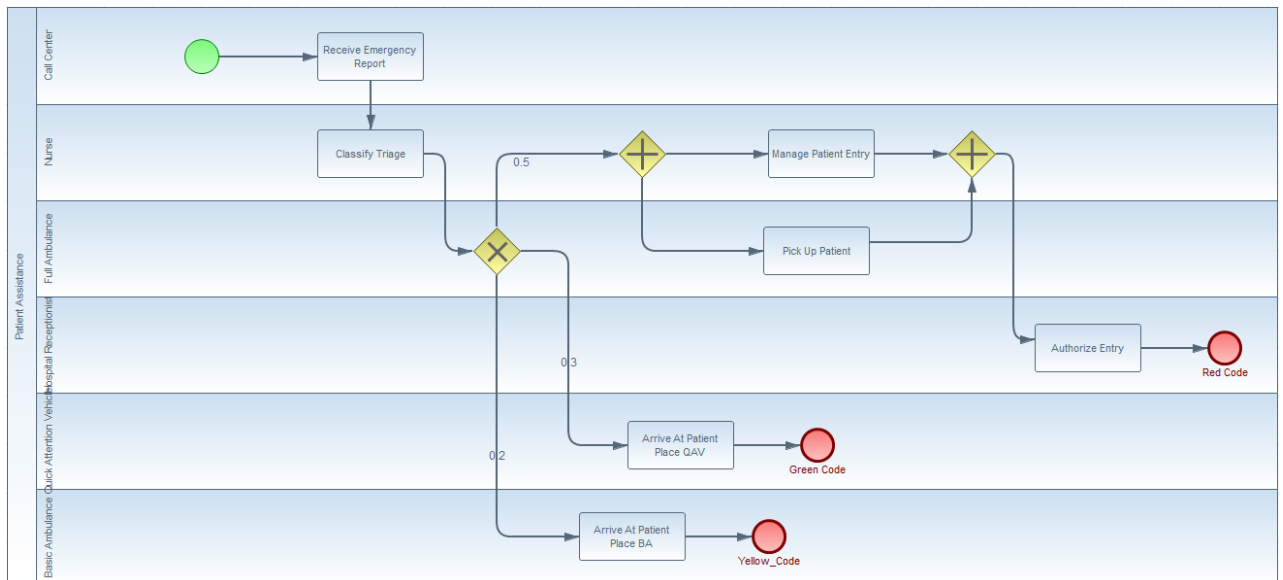 Patient Assistance
Call Center
Receive Emergency
Report
Nurse
Classify Triage
0.5
Manage Patient Entry
Full Ambulance
Pick Up Patient
Hospital Receptionist
0.3
Authorize Entry
Red Code
Quick Attention Vehicle
Arrive At Patient
Place QAV
Green Code
0.2
Basic Ambulance
Arrive At Patient
Place BA
Yellow_Code